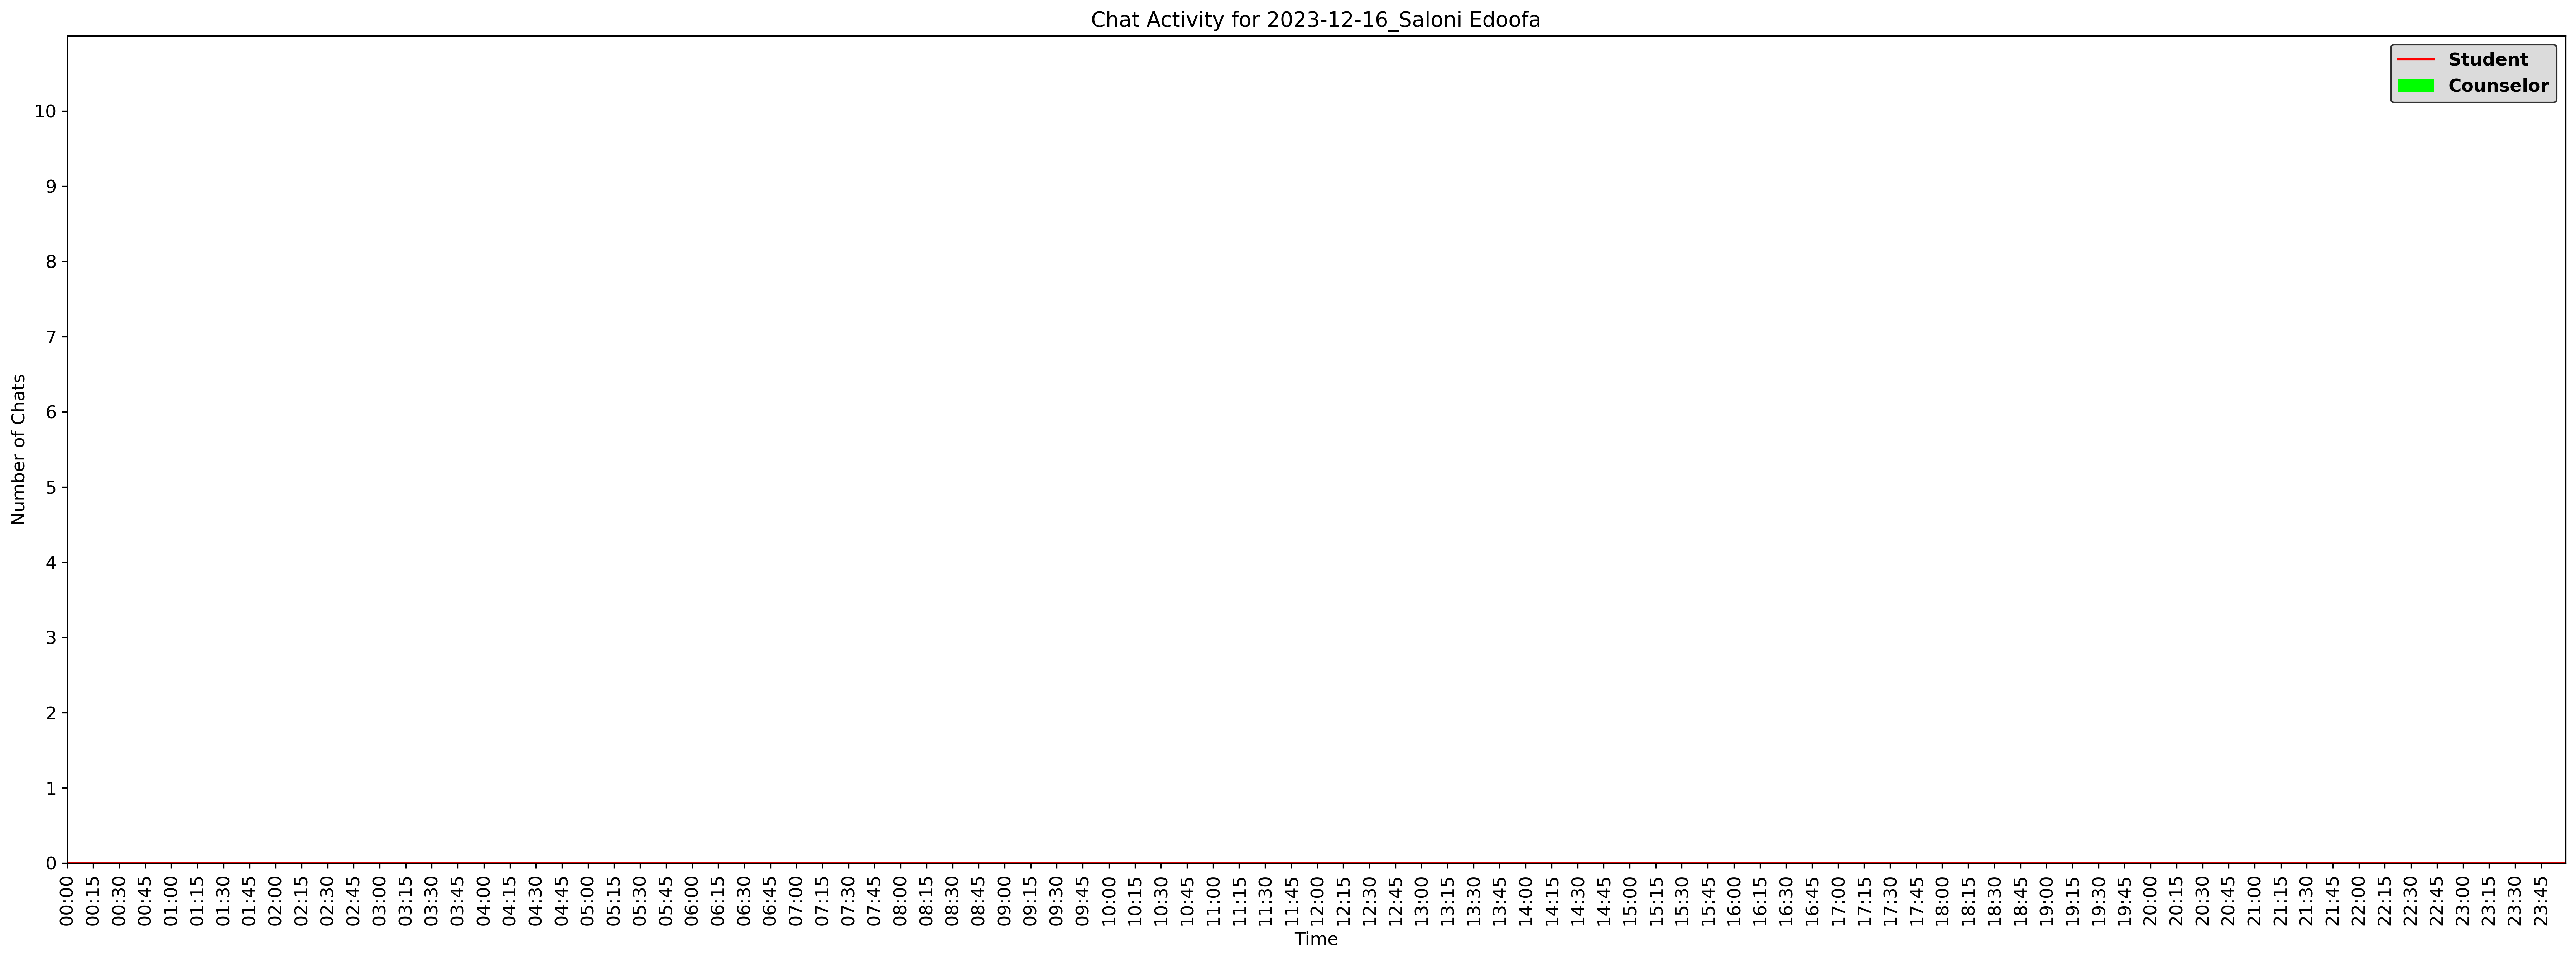 Chat Activity for 2023-12-16_Saloni Edoofa
Student
Counselor
10
9
8
7
6
5
4
3
2
1
0
Number of Chats
00:00 00:15 00:30 00:45 01:00 01:15 01:30 01:45 02:00 02:15 02:30 02:45 03:00 03:15 03:30 03:45 04:00 04:15 04:30 04:45 05:00 05:15 05:30 05:45 06:00 06:15 06:30 06:45 07:00 07:15 07:30 07:45 08:00 08:15 08:30 08:45 09:00 09:15 09:30 09:45 10:00 10:15 10:30 10:45 11:00 11:15 11:30 11:45 12:00 12:15 12:30 12:45 13:00 13:15 13:30 13:45 14:00 14:15 14:30 14:45 15:00 15:15 15:30 15:45 16:00 16:15 16:30 16:45 17:00 17:15 17:30 17:45 18:00 18:15 18:30 18:45 19:00 19:15 19:30 19:45 20:00 20:15 20:30 20:45 21:00 21:15 21:30 21:45 22:00 22:15 22:30 22:45 23:00 23:15 23:30 23:45
Time